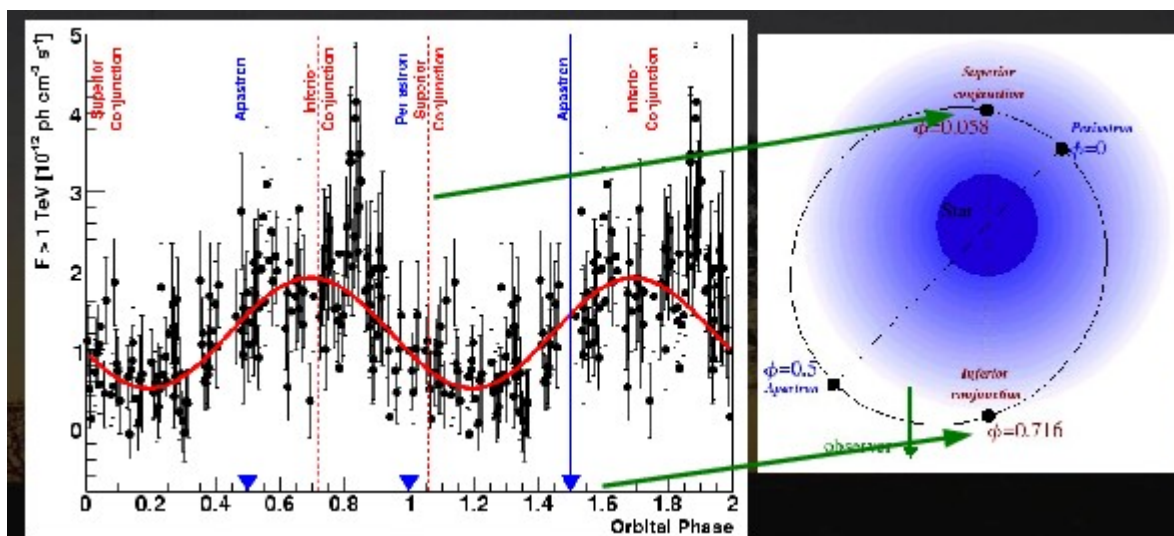 F > 1 TeV [10⁻¹² ph cm⁻² s⁻¹]
5
4
3
2
1
0
Superior
Conjunction
Apastron
Inferior
Conjunction
Periastron
Superior
Conjunction
Apastron
Inferior
Conjunction
0
0.2
0.4
0.6
0.8
1
1.2
1.4
1.6
1.8
2
Orbital Phase
Superior
conjunction
ϕ=0.058
Periastron
ϕ=0
Star
ϕ=0.5
Apastron
Inferior
conjunction
ϕ=0.716
observer